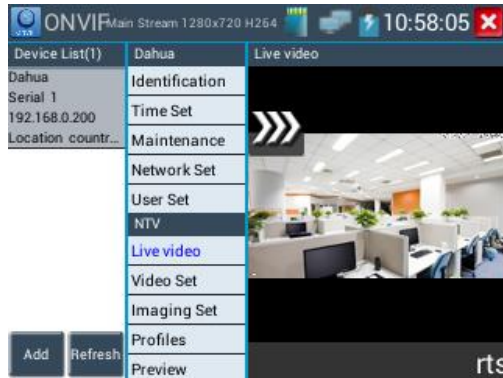 ONVIF Main Stream 1280x720 H264 10:58:05
Device List(1)
Dahua
Serial 1
192.168.0.200
Location countr...
Add
Refresh
Dahua
Identification
Time Set
Maintenance
Network Set
User Set
NTV
Live video
Video Set
Imaging Set
Profiles
Preview
Live video
rts